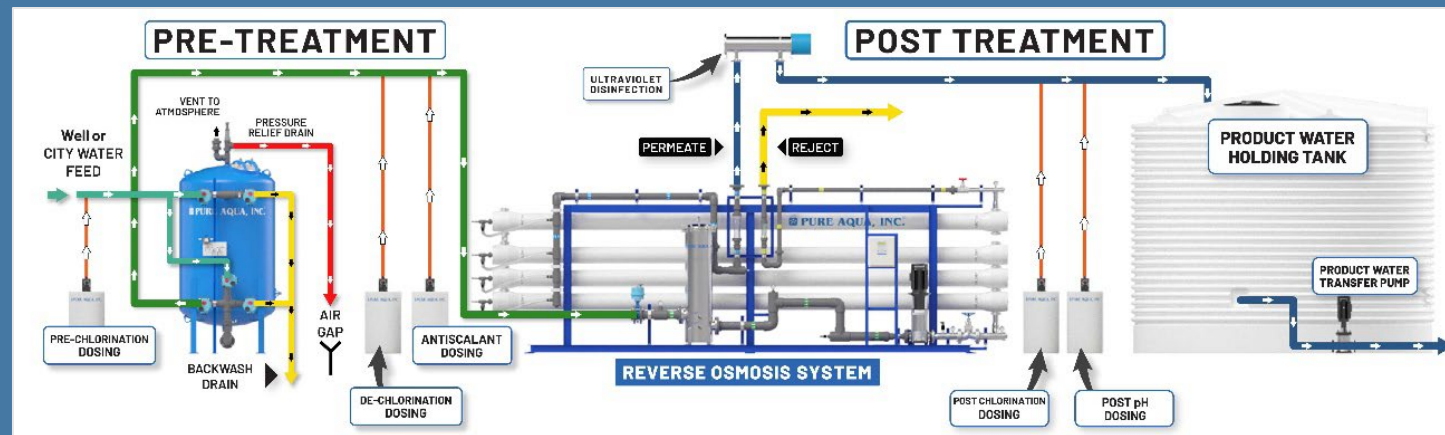 PRE-TREATMENT
POST TREATMENT
VENT TO
ATMOSPHERE
PRESSURE
RELIEF DRAIN
Well or
CITY WATER
FEED
PURE AQUA, INC.
PRE-CHLORINATION
DOSING
BACKWASH
DRAIN
AIR
GAP
DE-CHLORINATION
DOSING
ANTISCALANT
DOSING
ULTRAVIOLET
DISINFECTION
PERMEATE
REJECT
PURE AQUA, INC.
REVERSE OSMOSIS SYSTEM
POST CHLORINATION
DOSING
POST pH
DOSING
PRODUCT WATER
HOLDING TANK
PRODUCT WATER
TRANSFER PUMP